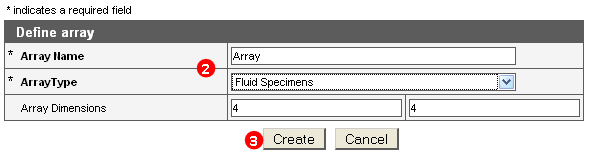 * indicates a required field
Define array
* Array Name Array
2
* ArrayType Fluid Specimens
Array Dimensions 4 4
3 Create Cancel